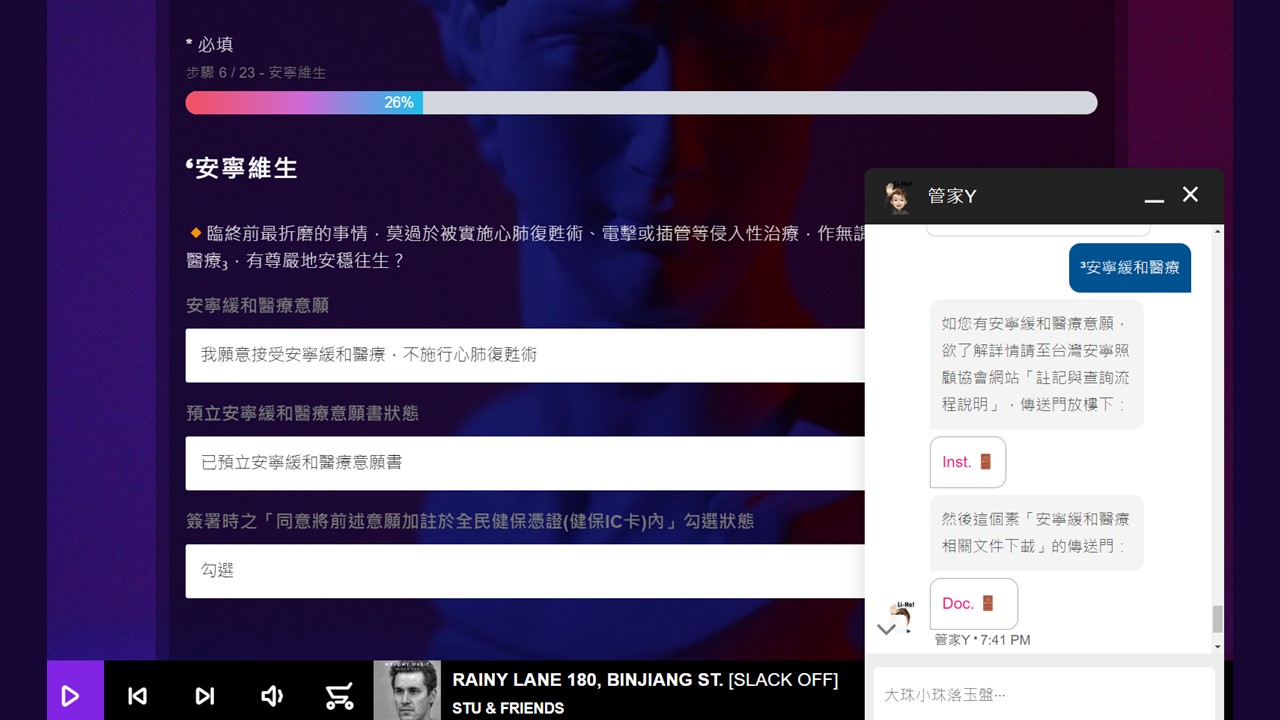 * 必填
步驟 6 / 23 - 安寧維生
26%
❛安寧維生
🔸臨終前最折磨的事情，莫過於被實施心肺復甦術、電擊或插管等侵入性治療，作無謂
醫療₃，有尊嚴地安穩往生？
安寧緩和醫療意願
我願意接受安寧緩和醫療，不施行心肺復甦術
預立安寧緩和醫療意願書狀態
已預立安寧緩和醫療意願書
簽署時之「同意將前述意願加註於全民健保憑證(健保IC卡)內」勾選狀態
勾選
管家Y
³安寧緩和醫療
如您有安寧緩和醫療意願，
欲了解詳情請至台灣安寧照
顧協會網站「註記與查詢流
程說明」，傳送門放樓下：
Inst. 🚪
然後這個素「安寧緩和醫療
相關文件下載」的傳送門：
Doc. 🚪
Li-Ho!
管家Y • 7:41 PM
大珠小珠落玉盤···
RAINY LANE 180, BINJIANG ST. [SLACK OFF]
STU & FRIENDS